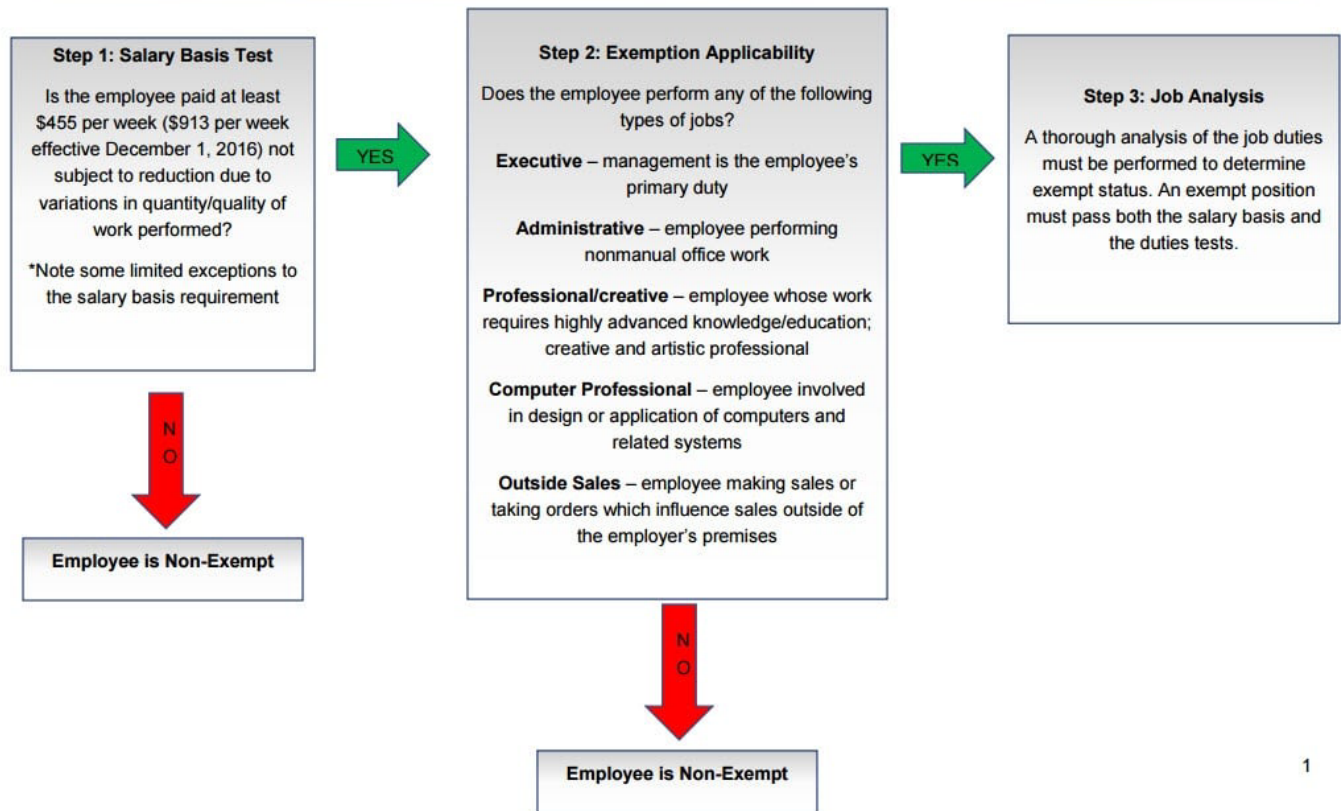 Step 1: Salary Basis Test
Is the employee paid at least
$455 per week ($913 per week
effective December 1, 2016) not
subject to reduction due to
variations in quantity/quality of
work performed?
*Note some limited exceptions to
the salary basis requirement
YES
N
O
Employee is Non-Exempt
Step 2: Exemption Applicability
Does the employee perform any of the following
types of jobs?
Executive – management is the employee's
primary duty
Administrative – employee performing
nonmanual office work
Professional/creative – employee whose work
requires highly advanced knowledge/education;
creative and artistic professional
Computer Professional – employee involved
in design or application of computers and
related systems
Outside Sales – employee making sales or
taking orders which influence sales outside of
the employer's premises
YES
N
O
Employee is Non-Exempt
Step 3: Job Analysis
A thorough analysis of the job duties
must be performed to determine
exempt status. An exempt position
must pass both the salary basis and
the duties tests.
1